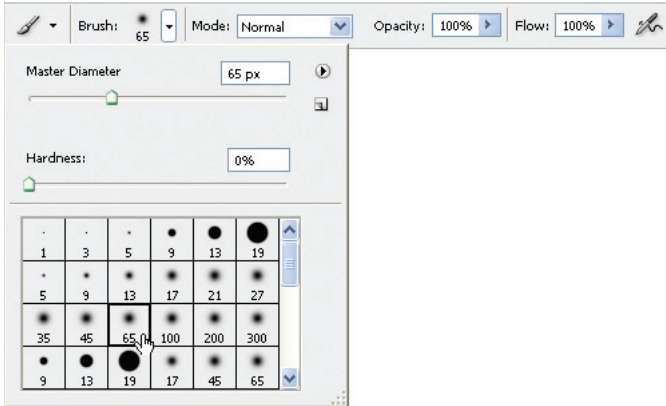 Brush: 65 Mode: Normal Opacity: 100% Flow: 100%
Master Diameter 65 px
Hardness: 0%
1 3 5 9 13 19
5 9 13 17 21 27
35 45 65 100 200 300
9 13 19 17 45 65